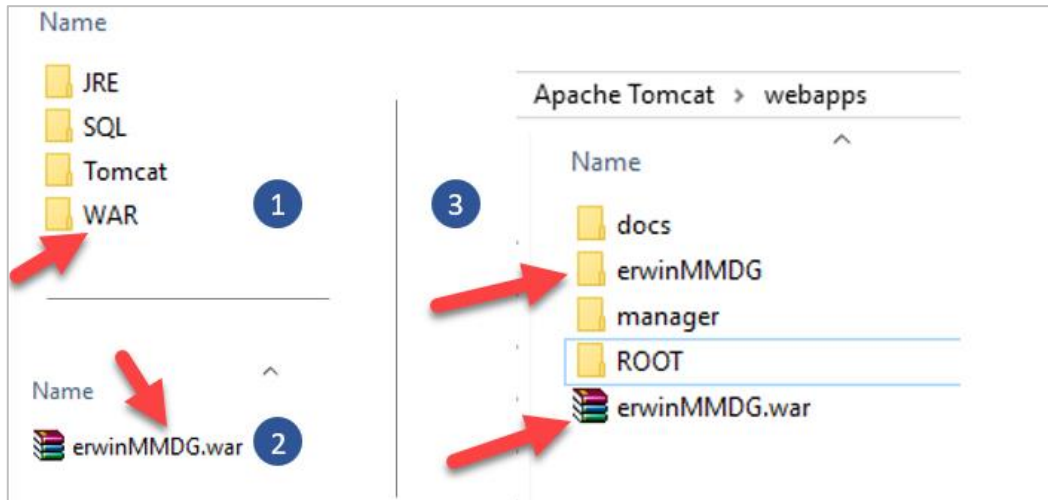 Name
JRE
SQL
Tomcat
WAR
1
Name
erwinMMDG.war
2
3
Apache Tomcat > webapps
Name
docs
erwinMMDG
manager
ROOT
erwinMMDG.war